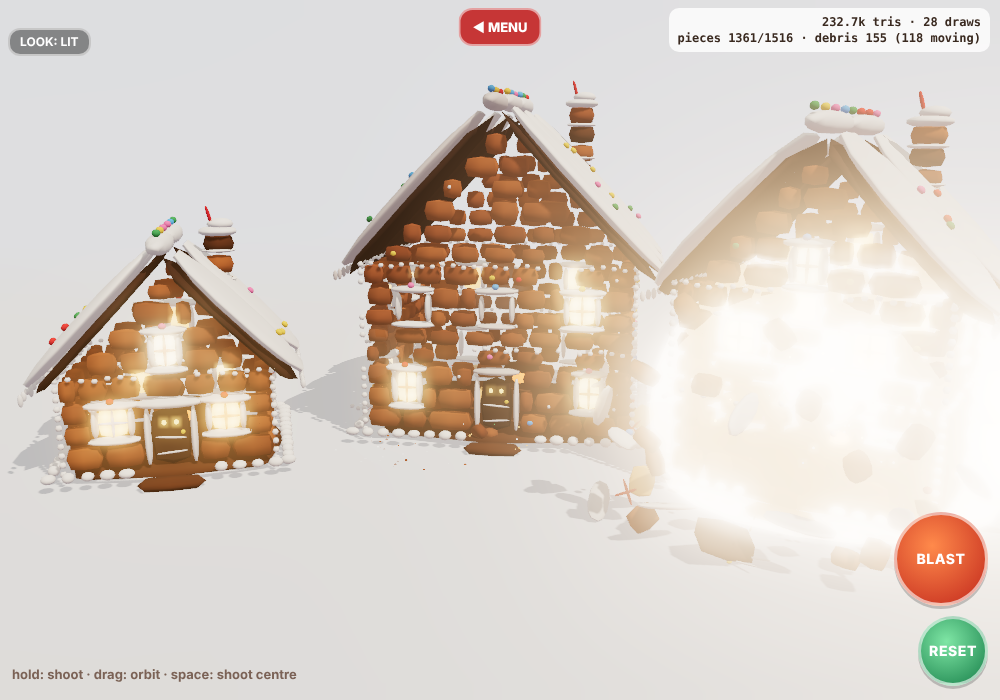 LOOK: LIT
◀ MENU
232.7k tris · 28 draws
pieces 1361/1516 · debris 155 (118 moving)
BLAST
RESET
hold: shoot · drag: orbit · space: shoot centre